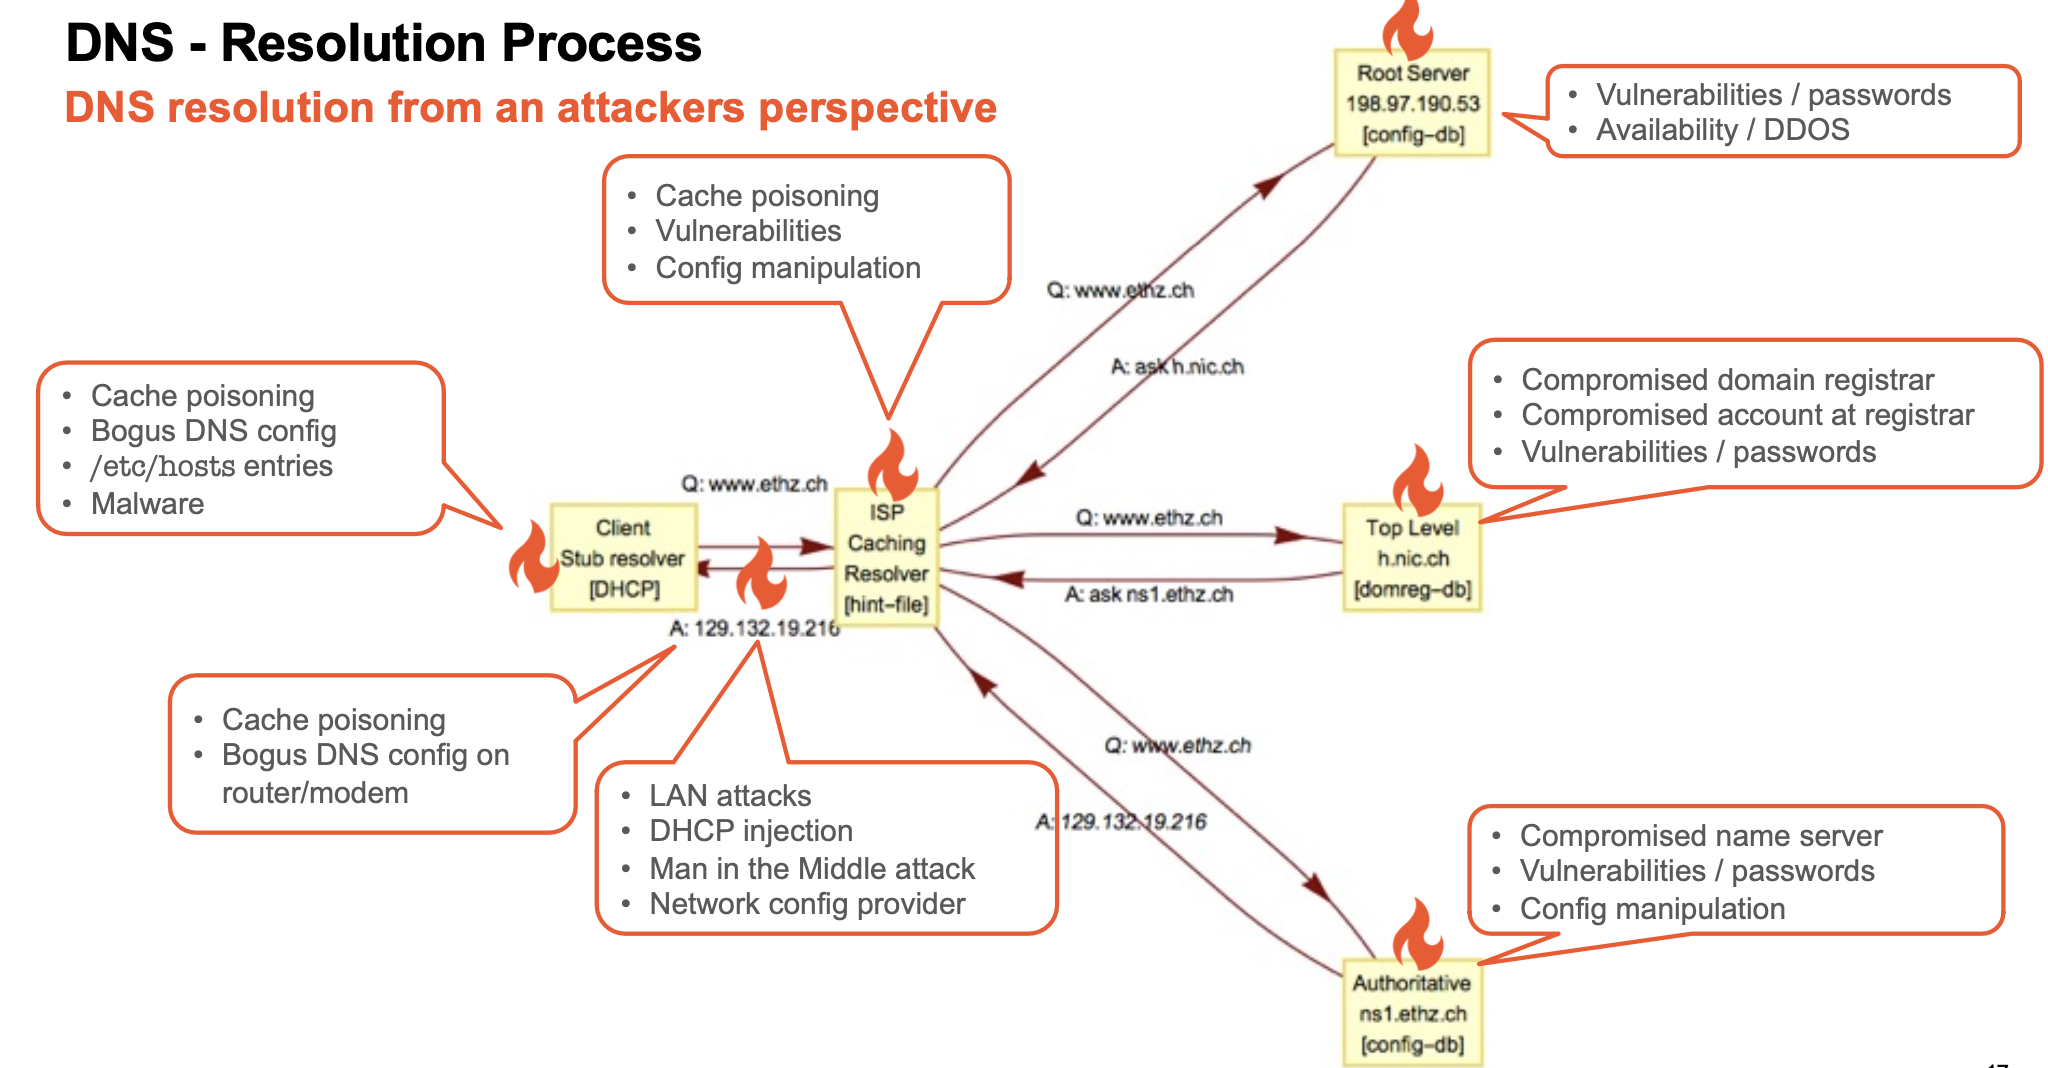 DNS - Resolution Process
DNS resolution from an attackers perspective
Root Server
198.97.190.53
[config-db]
• Vulnerabilities / passwords
• Availability / DDOS
• Cache poisoning
• Vulnerabilities
• Config manipulation
Q: www.ethz.ch
A: ask h.nic.ch
• Cache poisoning
• Bogus DNS config
• /etc/hosts entries
• Malware
• Compromised domain registrar
• Compromised account at registrar
• Vulnerabilities / passwords
Q: www.ethz.ch
Client
Stub resolver
[DHCP]
A: 129.132.19.216
ISP
Caching
Resolver
[hint-file]
Q: www.ethz.ch
A: ask ns1.ethz.ch
Top Level
h.nic.ch
[domreg-db]
• Cache poisoning
• Bogus DNS config on
router/modem
• LAN attacks
• DHCP injection
• Man in the Middle attack
• Network config provider
Q: www.ethz.ch
A: 129.132.19.216
• Compromised name server
• Vulnerabilities / passwords
• Config manipulation
Authoritative
ns1.ethz.ch
[config-db]